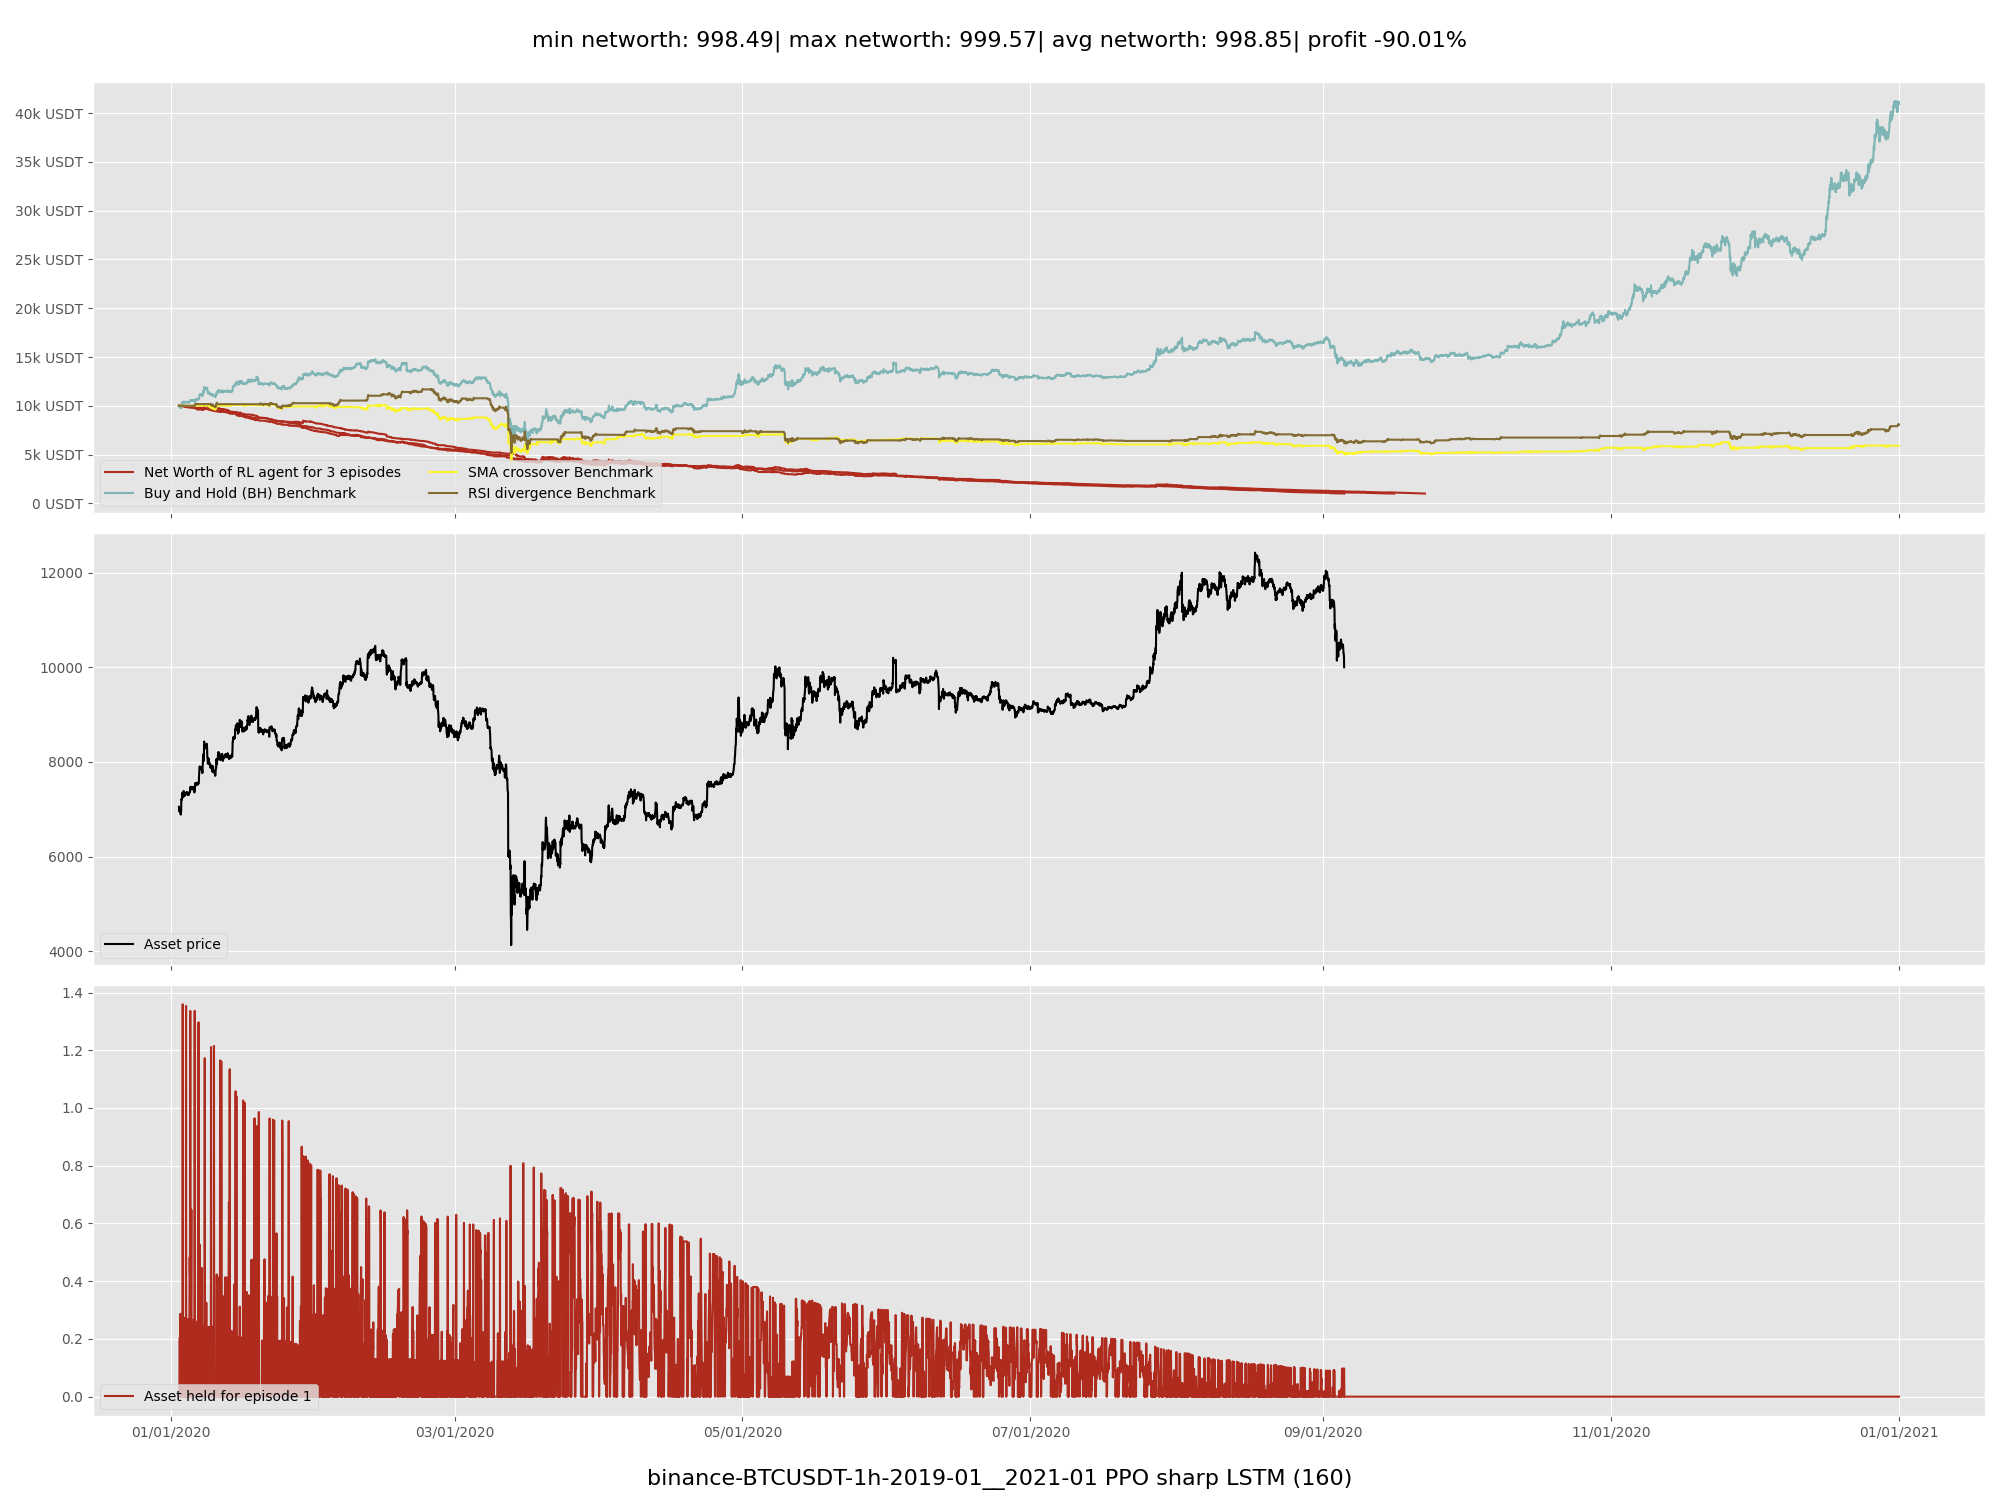 min networth: 998.49| max networth: 999.57| avg networth: 998.85| profit -90.01%
40k USDT
35k USDT
30k USDT
25k USDT
20k USDT
15k USDT
10k USDT
5k USDT
0 USDT
Net Worth of RL agent for 3 episodes
Buy and Hold (BH) Benchmark
SMA crossover Benchmark
RSI divergence Benchmark
12000
10000
8000
6000
4000
Asset price
1.4
1.2
1.0
0.8
0.6
0.4
0.2
0.0
Asset held for episode 1
01/01/2020 03/01/2020 05/01/2020 07/01/2020 09/01/2020 11/01/2020 01/01/2021
binance-BTCUSDT-1h-2019-01__2021-01 PPO sharp LSTM (160)